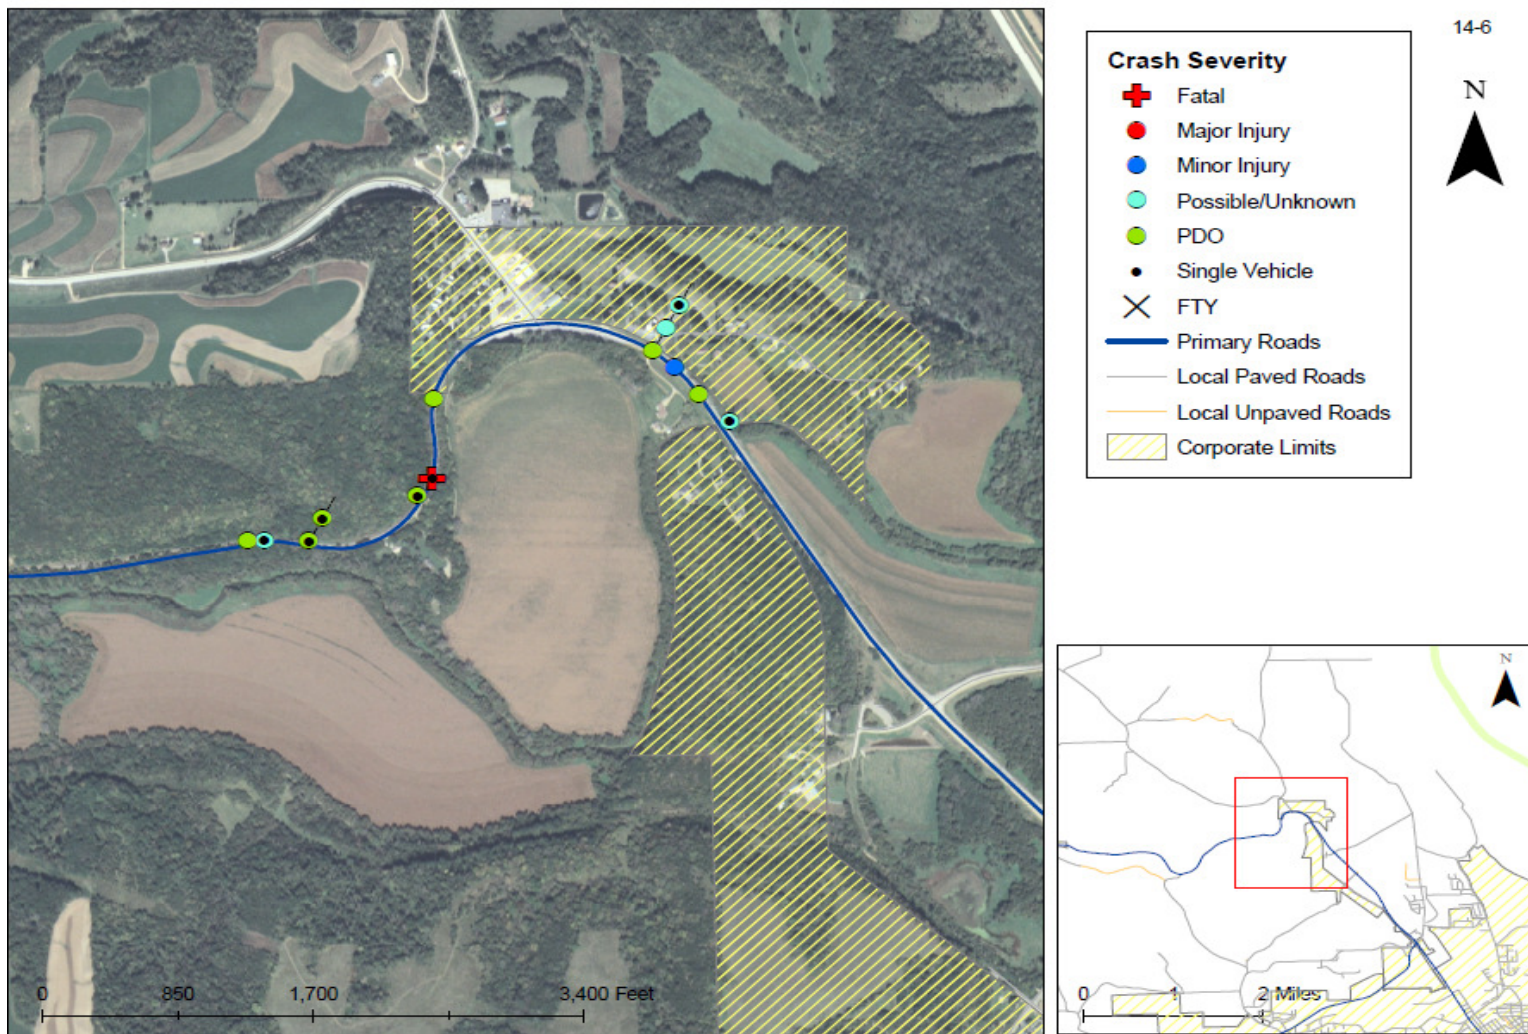 14-6
Crash Severity
Fatal
Major Injury
Minor Injury
Possible/Unknown
PDO
Single Vehicle
FTY
Primary Roads
Local Paved Roads
Local Unpaved Roads
Corporate Limits
N
N
0 850 1,700 3,400 Feet
0 1 2 Miles